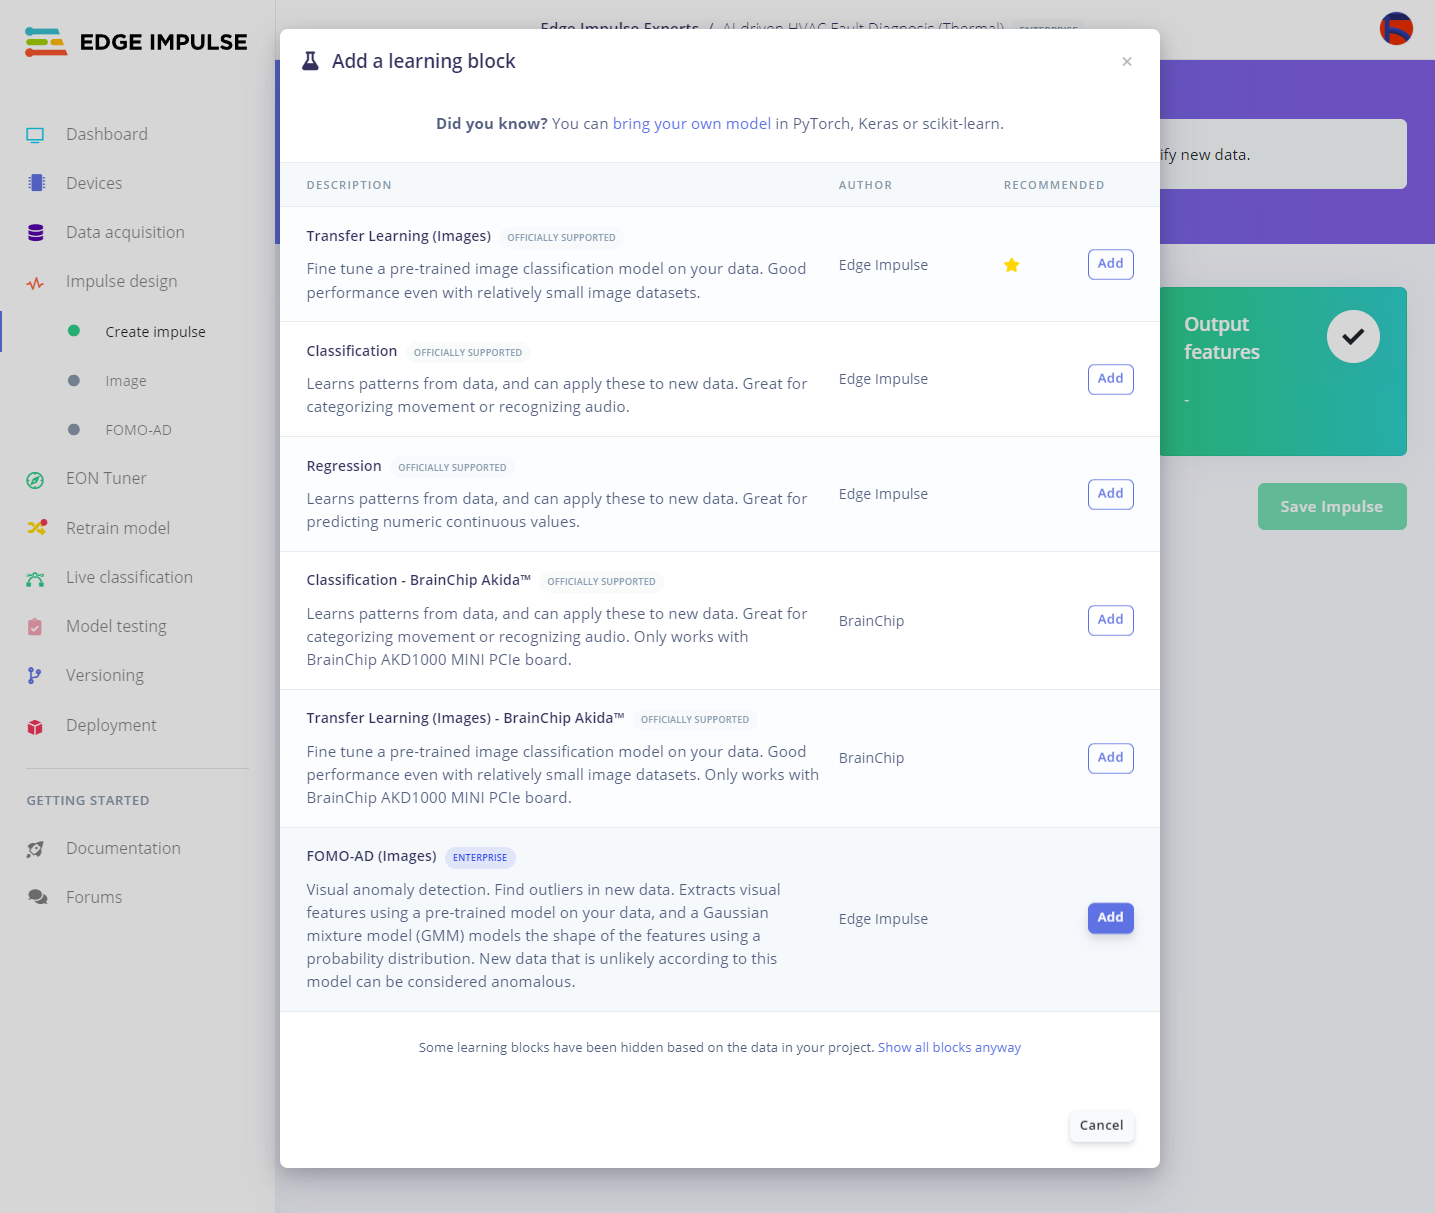 EDGE IMPULSE
Edge Impulse Experts / AI-driven HVAC Fault Diagnosis (Thermal) ENTERPRISE
Dashboard
Devices
Data acquisition
Impulse design
Create impulse
Image
FOMO-AD
EON Tuner
Retrain model
Live classification
Model testing
Versioning
Deployment
GETTING STARTED
Documentation
Forums
Add a learning block
×
Did you know? You can bring your own model in PyTorch, Keras or scikit-learn.
DESCRIPTION AUTHOR RECOMMENDED
Transfer Learning (Images) OFFICIALLY SUPPORTED
Fine tune a pre-trained image classification model on your data. Good
performance even with relatively small image datasets.
Edge Impulse
Add
Classification OFFICIALLY SUPPORTED
Learns patterns from data, and can apply these to new data. Great for
categorizing movement or recognizing audio.
Edge Impulse
Add
Regression OFFICIALLY SUPPORTED
Learns patterns from data, and can apply these to new data. Great for
predicting numeric continuous values.
Edge Impulse
Add
Classification - BrainChip Akida™ OFFICIALLY SUPPORTED
Learns patterns from data, and can apply these to new data. Great for
categorizing movement or recognizing audio. Only works with
BrainChip AKD1000 MINI PCIe board.
BrainChip
Add
Transfer Learning (Images) - BrainChip Akida™ OFFICIALLY SUPPORTED
Fine tune a pre-trained image classification model on your data. Good
performance even with relatively small image datasets. Only works with
BrainChip AKD1000 MINI PCIe board.
BrainChip
Add
FOMO-AD (Images) ENTERPRISE
Visual anomaly detection. Find outliers in new data. Extracts visual
features using a pre-trained model on your data, and a Gaussian
mixture model (GMM) models the shape of the features using a
probability distribution. New data that is unlikely according to this
model can be considered anomalous.
Edge Impulse
Add
Some learning blocks have been hidden based on the data in your project. Show all blocks anyway
Cancel
ify new data.
Output
features
-
Save Impulse